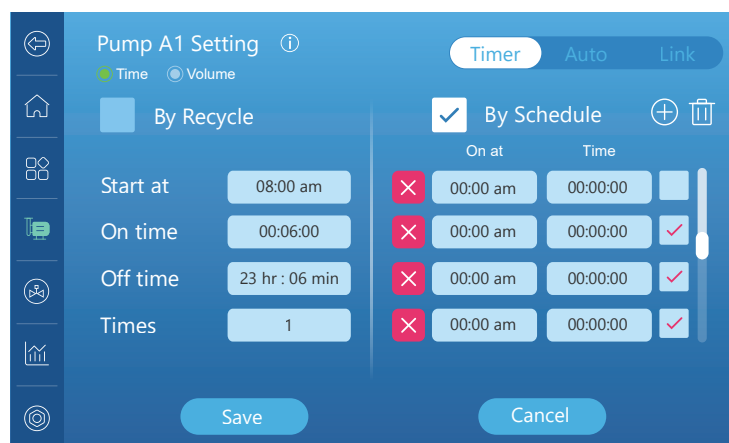 Pump A1 Setting
Timer Auto Link
Time Volume
By Recycle
By Schedule
On at Time
Start at 08:00 am
00:00 am 00:00:00
On time 00:06:00
00:00 am 00:00:00
Off time 23 hr : 06 min
00:00 am 00:00:00
Times 1
00:00 am 00:00:00
Save
Cancel